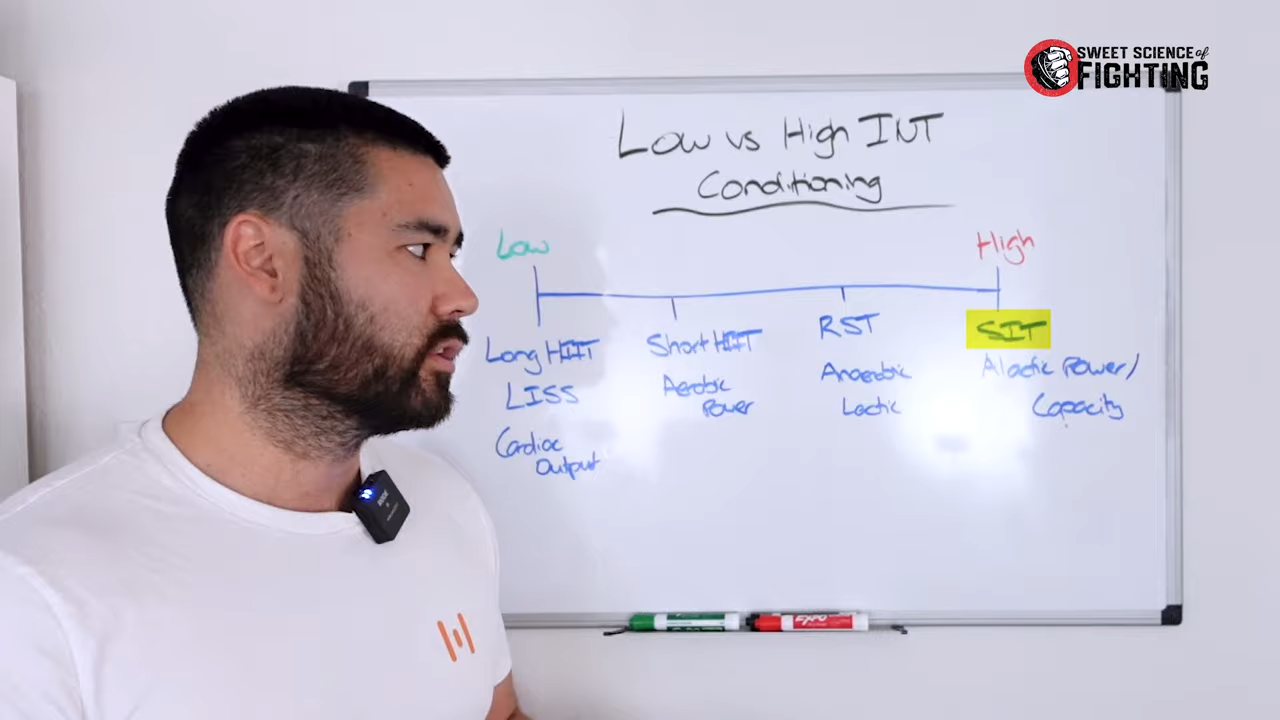 SWEET SCIENCE of
FIGHTING
Low vs High INT
Conditioning
Low
High
Long HIIT
LISS
Cardiac
Output
Short HIIT
Aerobic
Power
RST
Anaerobic
Lactic
SIT
Alactic Power/
Capacity
EXPO